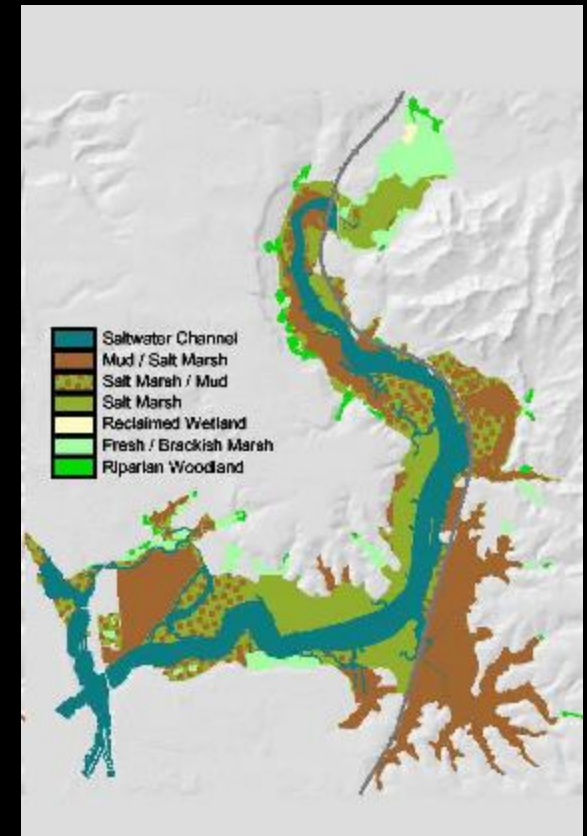 Saltwater Channel
Mud / Salt Marsh
Salt Marsh / Mud
Salt Marsh
Reclaimed Wetland
Fresh / Brackish Marsh
Riparian Woodland